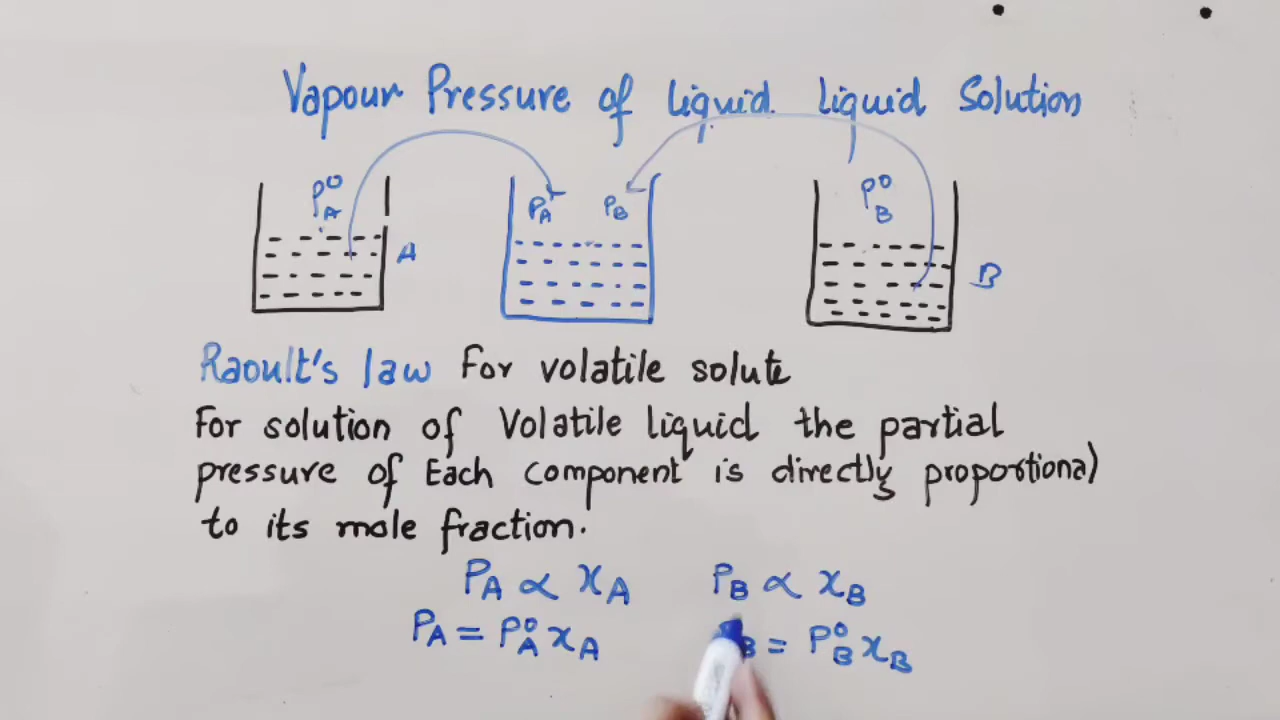 Vapour Pressure of liquid liquid Solution
P°A
PA PB
P°B
A
B
Raoult's law For volatile solute
For solution of Volatile liquid the partial
pressure of Each component is directly proportional
to its mole fraction.
PA ∝ xA PB ∝ xB
PA = P°A xA B = P°B xB